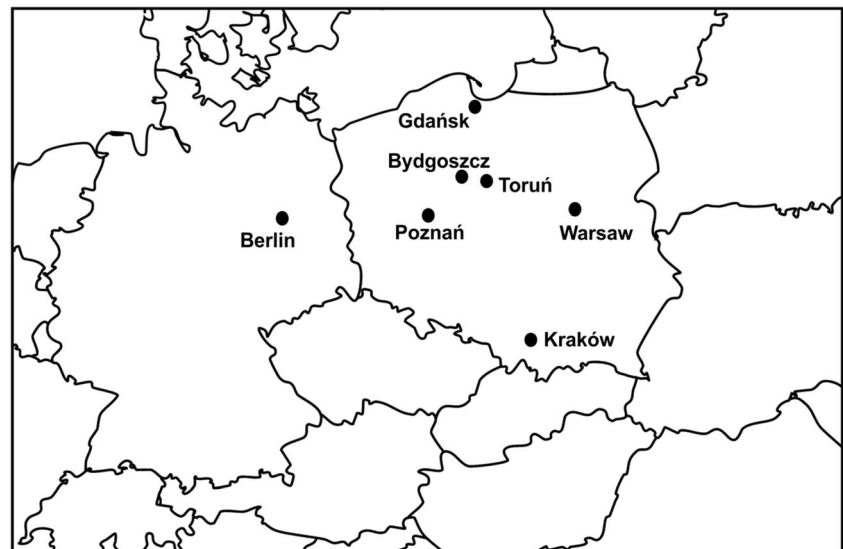 Gdańsk
Bydgoszcz
Toruń
Berlin
Poznań
Warsaw
Kraków